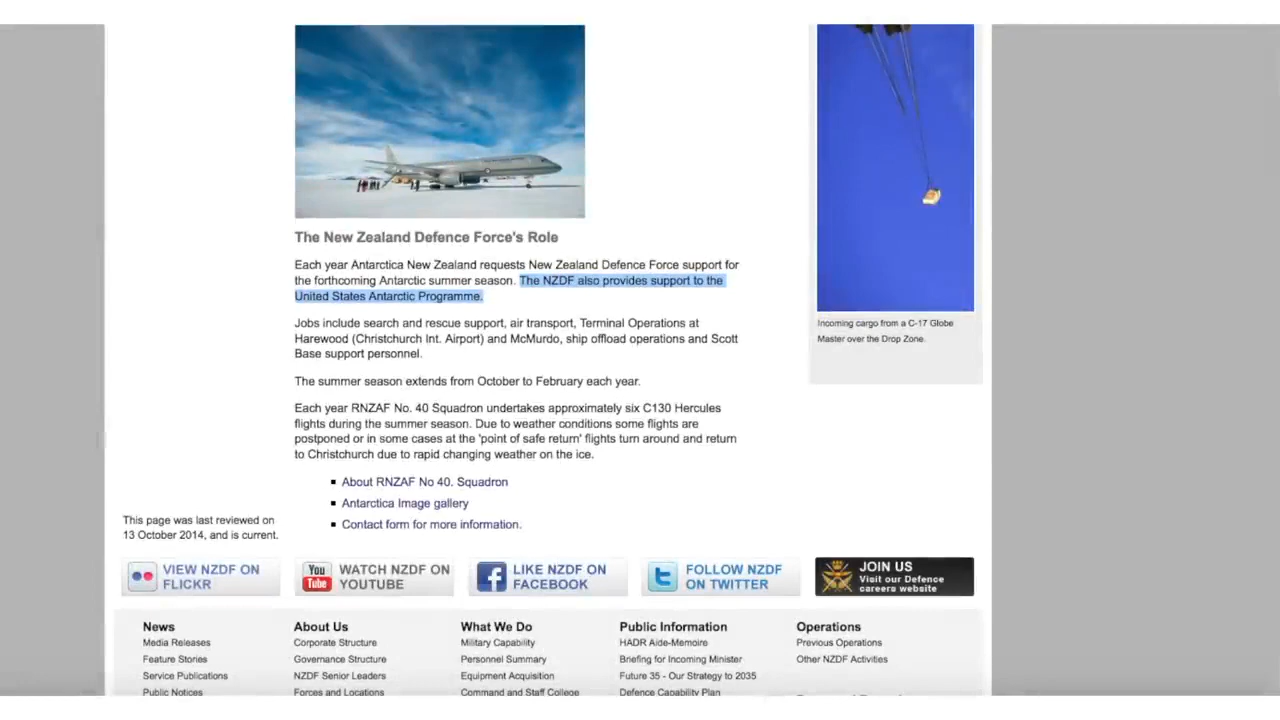 The New Zealand Defence Force's Role
Each year Antarctica New Zealand requests New Zealand Defence Force support for
the forthcoming Antarctic summer season. The NZDF also provides support to the
United States Antarctic Programme.
Jobs include search and rescue support, air transport, Terminal Operations at
Harewood (Christchurch Int. Airport) and McMurdo, ship offload operations and Scott
Base support personnel.
The summer season extends from October to February each year.
Each year RNZAF No. 40 Squadron undertakes approximately six C130 Hercules
flights during the summer season. Due to weather conditions some flights are
postponed or in some cases at the 'point of safe return' flights turn around and return
to Christchurch due to rapid changing weather on the ice.
About RNZAF No 40. Squadron
Antarctica Image gallery
Contact form for more information.
Incoming cargo from a C-17 Globe
Master over the Drop Zone.
This page was last reviewed on
13 October 2014, and is current.
VIEW NZDF ON
FLICKR
You
Tube
WATCH NZDF ON
YOUTUBE
LIKE NZDF ON
FACEBOOK
FOLLOW NZDF
ON TWITTER
JOIN US
Visit our Defence
careers website
News
Media Releases
Feature Stories
Service Publications
Public Notices
About Us
Corporate Structure
Governance Structure
NZDF Senior Leaders
Forces and Locations
What We Do
Military Capability
Personnel Summary
Equipment Acquisition
Command and Staff College
Public Information
HADR Aide-Memoire
Briefing for Incoming Minister
Future 35 - Our Strategy to 2035
Defence Capability Plan
Operations
Previous Operations
Other NZDF Activities